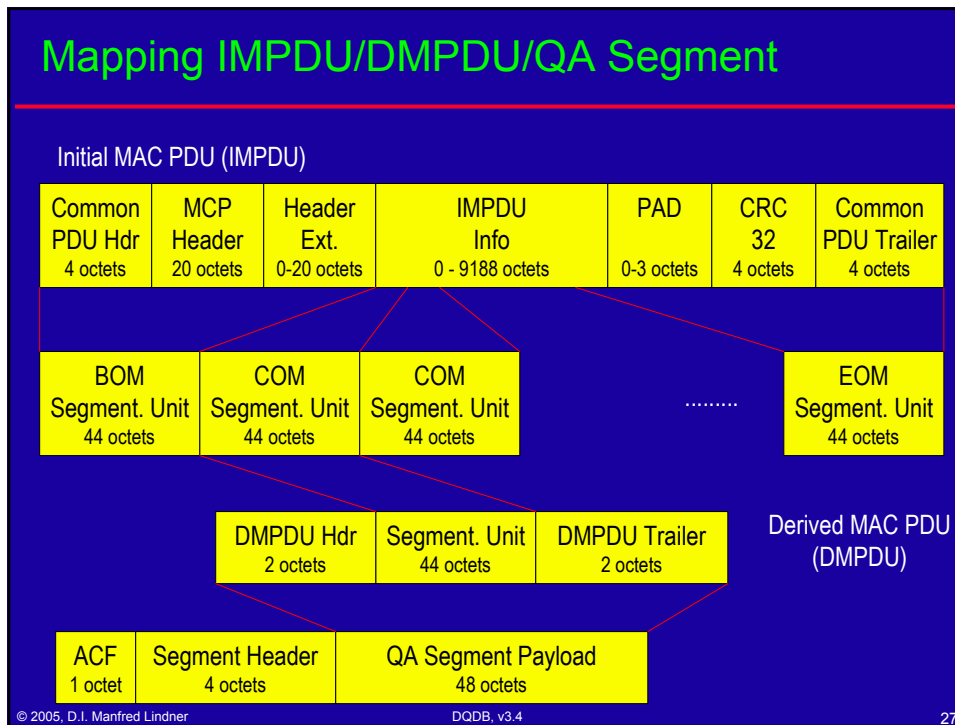 Mapping IMPDU/DMPDU/QA Segment
Initial MAC PDU (IMPDU)
Common PDU Hdr
4 octets
MCP Header
20 octets
Header Ext.
0-20 octets
IMPDU Info
0 - 9188 octets
PAD
0-3 octets
CRC 32
4 octets
Common PDU Trailer
4 octets
BOM
Segment. Unit
44 octets
COM
Segment. Unit
44 octets
COM
Segment. Unit
44 octets
.........
EOM
Segment. Unit
44 octets
DMPDU Hdr
2 octets
Segment. Unit
44 octets
DMPDU Trailer
2 octets
Derived MAC PDU
(DMPDU)
ACF
1 octet
Segment Header
4 octets
QA Segment Payload
48 octets
© 2005, D.I. Manfred Lindner
DQDB, v3.4
27